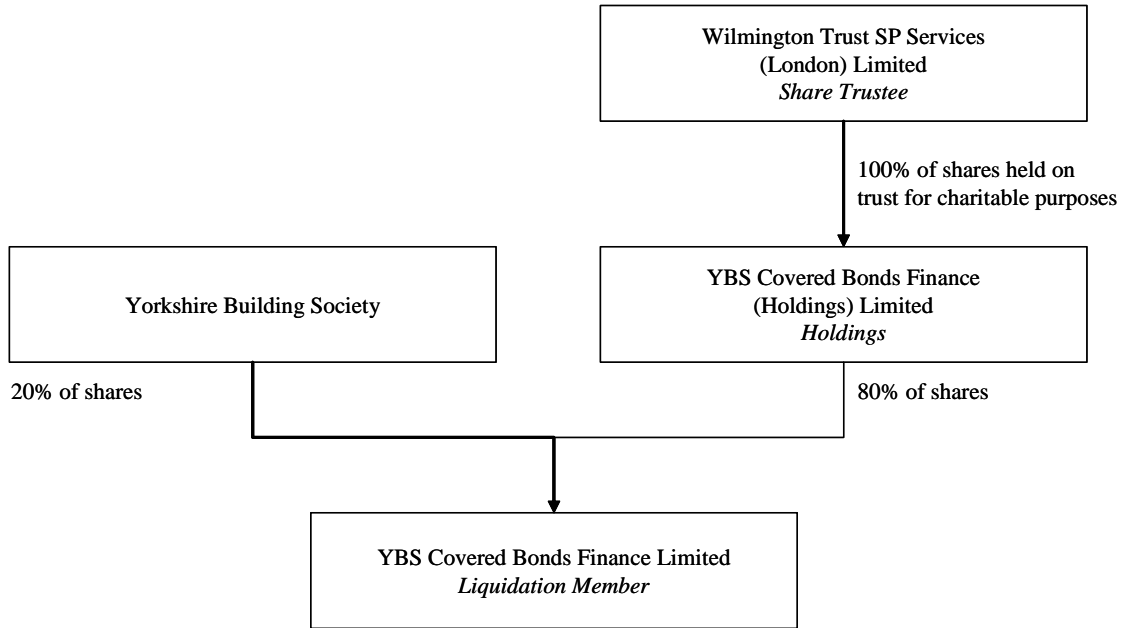 Wilmington Trust SP Services
(London) Limited
Share Trustee
100% of shares held on
trust for charitable purposes
Yorkshire Building Society
YBS Covered Bonds Finance
(Holdings) Limited
Holdings
20% of shares
80% of shares
YBS Covered Bonds Finance Limited
Liquidation Member